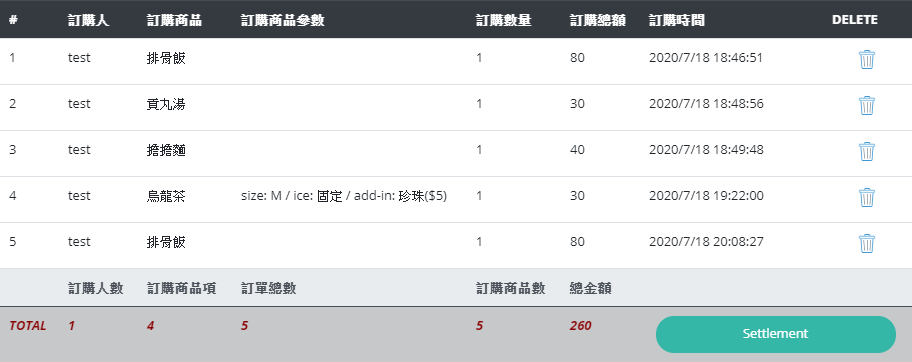 # 訂購人 訂購商品 訂購商品參數 訂購數量 訂購總額 訂購時間 DELETE
1 test 排骨飯 1 80 2020/7/18 18:46:51
2 test 貢丸湯 1 30 2020/7/18 18:48:56
3 test 擔擔麵 1 40 2020/7/18 18:49:48
4 test 烏龍茶 size: M / ice: 固定 / add-in: 珍珠($5) 1 30 2020/7/18 19:22:00
5 test 排骨飯 1 80 2020/7/18 20:08:27
訂購人數 訂購商品項 訂單總數 訂購商品數 總金額
TOTAL 1 4 5 5 260 Settlement